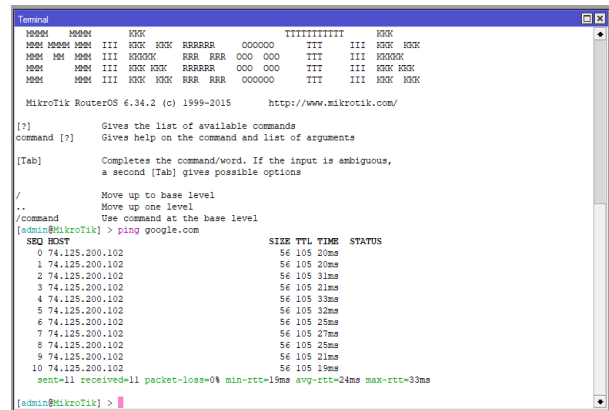 Terminal
MMMM    MMMM       KKK                          TTTTTTTTTTT      KKK
MMM MMMM MMM  III  KKK  KKK  RRRRRR     OOOOOO      TTT     III  KKK  KKK
MMM  MM  MMM  III  KKKKK     RRR  RRR  OOO  OOO     TTT     III  KKKKK
MMM      MMM  III  KKK KKK   RRRRRR    OOO  OOO     TTT     III  KKK KKK
MMM      MMM  III  KKK  KKK  RRR  RRR   OOOOOO      TTT     III  KKK  KKK
MikroTik RouterOS 6.34.2 (c) 1999-2015       http://www.mikrotik.com/
[?]             Gives the list of available commands
command [?]     Gives help on the command and list of arguments
[Tab]           Completes the command/word. If the input is ambiguous,
a second [Tab] gives possible options
/               Move up to base level
..              Move up one level
/command        Use command at the base level
[admin@MikroTik] > ping google.com
SEQ HOST                                     SIZE TTL TIME  STATUS
0 74.125.200.102                             56 105 20ms
1 74.125.200.102                             56 105 20ms
2 74.125.200.102                             56 105 31ms
3 74.125.200.102                             56 105 21ms
4 74.125.200.102                             56 105 33ms
5 74.125.200.102                             56 105 32ms
6 74.125.200.102                             56 105 25ms
7 74.125.200.102                             56 105 27ms
8 74.125.200.102                             56 105 25ms
9 74.125.200.102                             56 105 21ms
10 74.125.200.102                             56 105 19ms
sent=11 received=11 packet-loss=0% min-rtt=19ms avg-rtt=24ms max-rtt=33ms
[admin@MikroTik] >